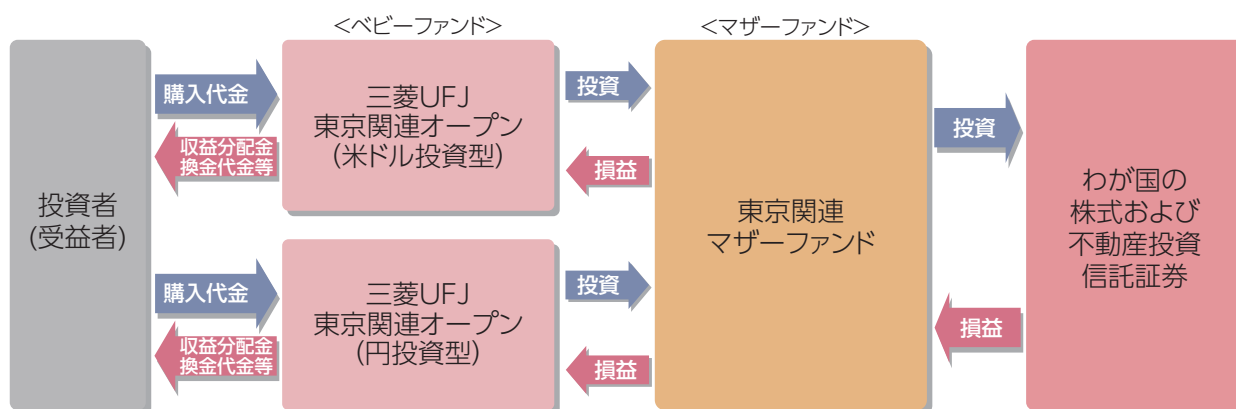 <ベビーファンド>
<マザーファンド>
投資者
(受益者)
購入代金
収益分配金
換金代金等
三菱UFJ
東京関連オープン
(米ドル投資型)
投資
損益
購入代金
収益分配金
換金代金等
三菱UFJ
東京関連オープン
(円投資型)
投資
損益
東京関連
マザーファンド
投資
損益
わが国の
株式および
不動産投資
信託証券